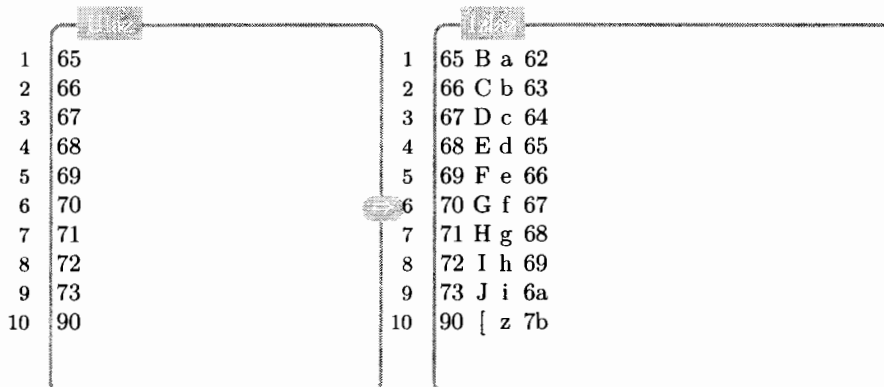 1 65
2 66
3 67
4 68
5 69
6 70
7 71
8 72
9 73
10 90
1 65 B a 62
2 66 C b 63
3 67 D c 64
4 68 E d 65
5 69 F e 66
6 70 G f 67
7 71 H g 68
8 72 I h 69
9 73 J i 6a
10 90 [ z 7b